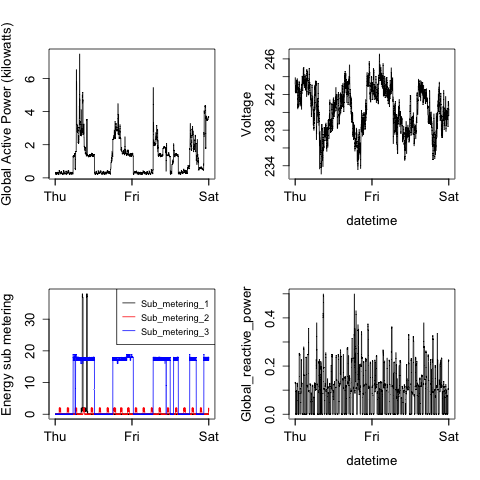 Global Active Power (kilowatts)
0 2 4 6
Thu Fri Sat
Voltage
234 238 242 246
Thu Fri Sat
datetime
Energy sub metering
0 10 20 30
Sub_metering_1
Sub_metering_2
Sub_metering_3
Thu Fri Sat
Global_reactive_power
0.0 0.2 0.4
Thu Fri Sat
datetime